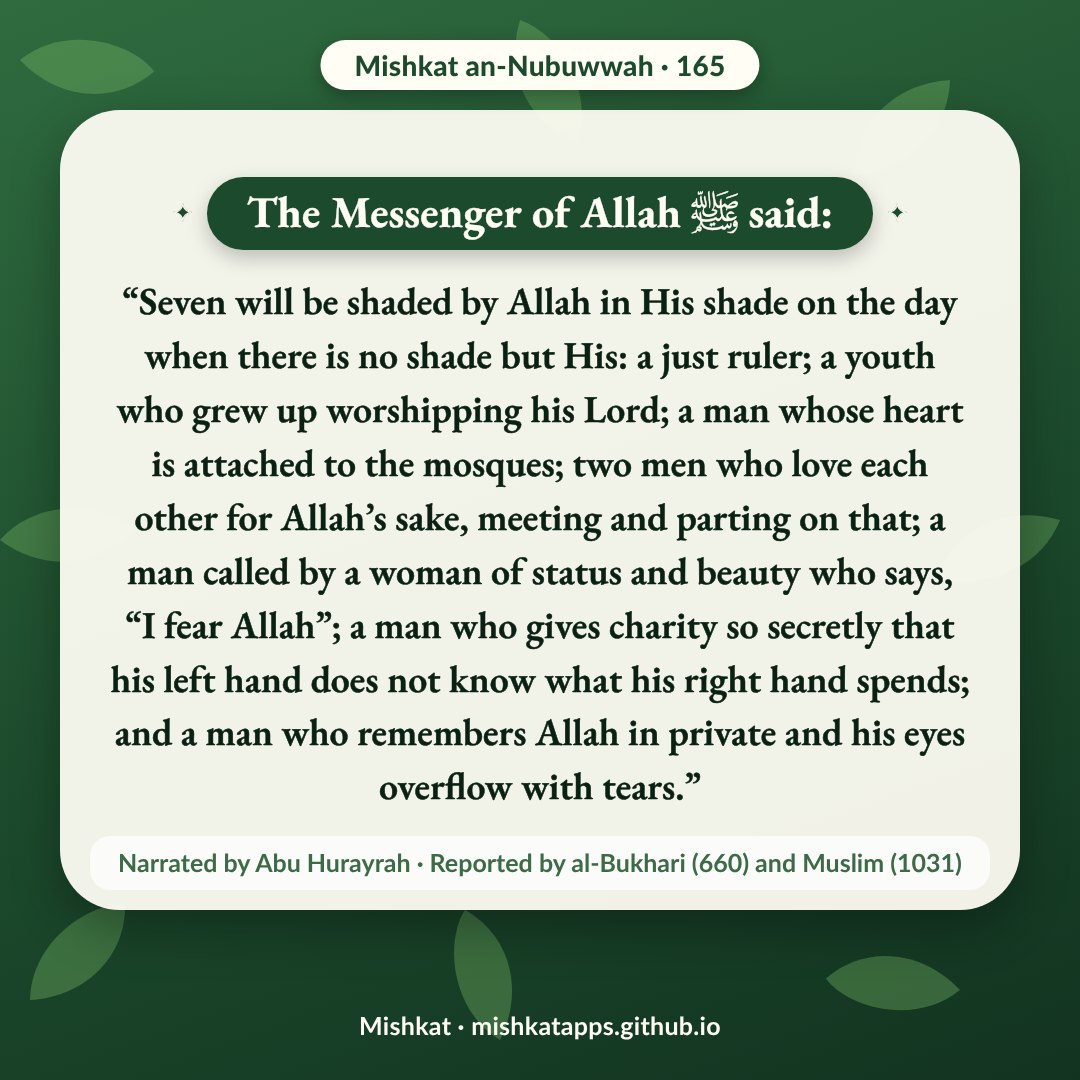 Mishkat an-Nubuwwah · 165
The Messenger of Allah ﷺ said:
“Seven will be shaded by Allah in His shade on the day
when there is no shade but His: a just ruler; a youth
who grew up worshipping his Lord; a man whose heart
is attached to the mosques; two men who love each
other for Allah’s sake, meeting and parting on that; a
man called by a woman of status and beauty who says,
“I fear Allah”; a man who gives charity so secretly that
his left hand does not know what his right hand spends;
and a man who remembers Allah in private and his eyes
overflow with tears.”
Narrated by Abu Hurayrah · Reported by al-Bukhari (660) and Muslim (1031)
Mishkat · mishkatapps.github.io